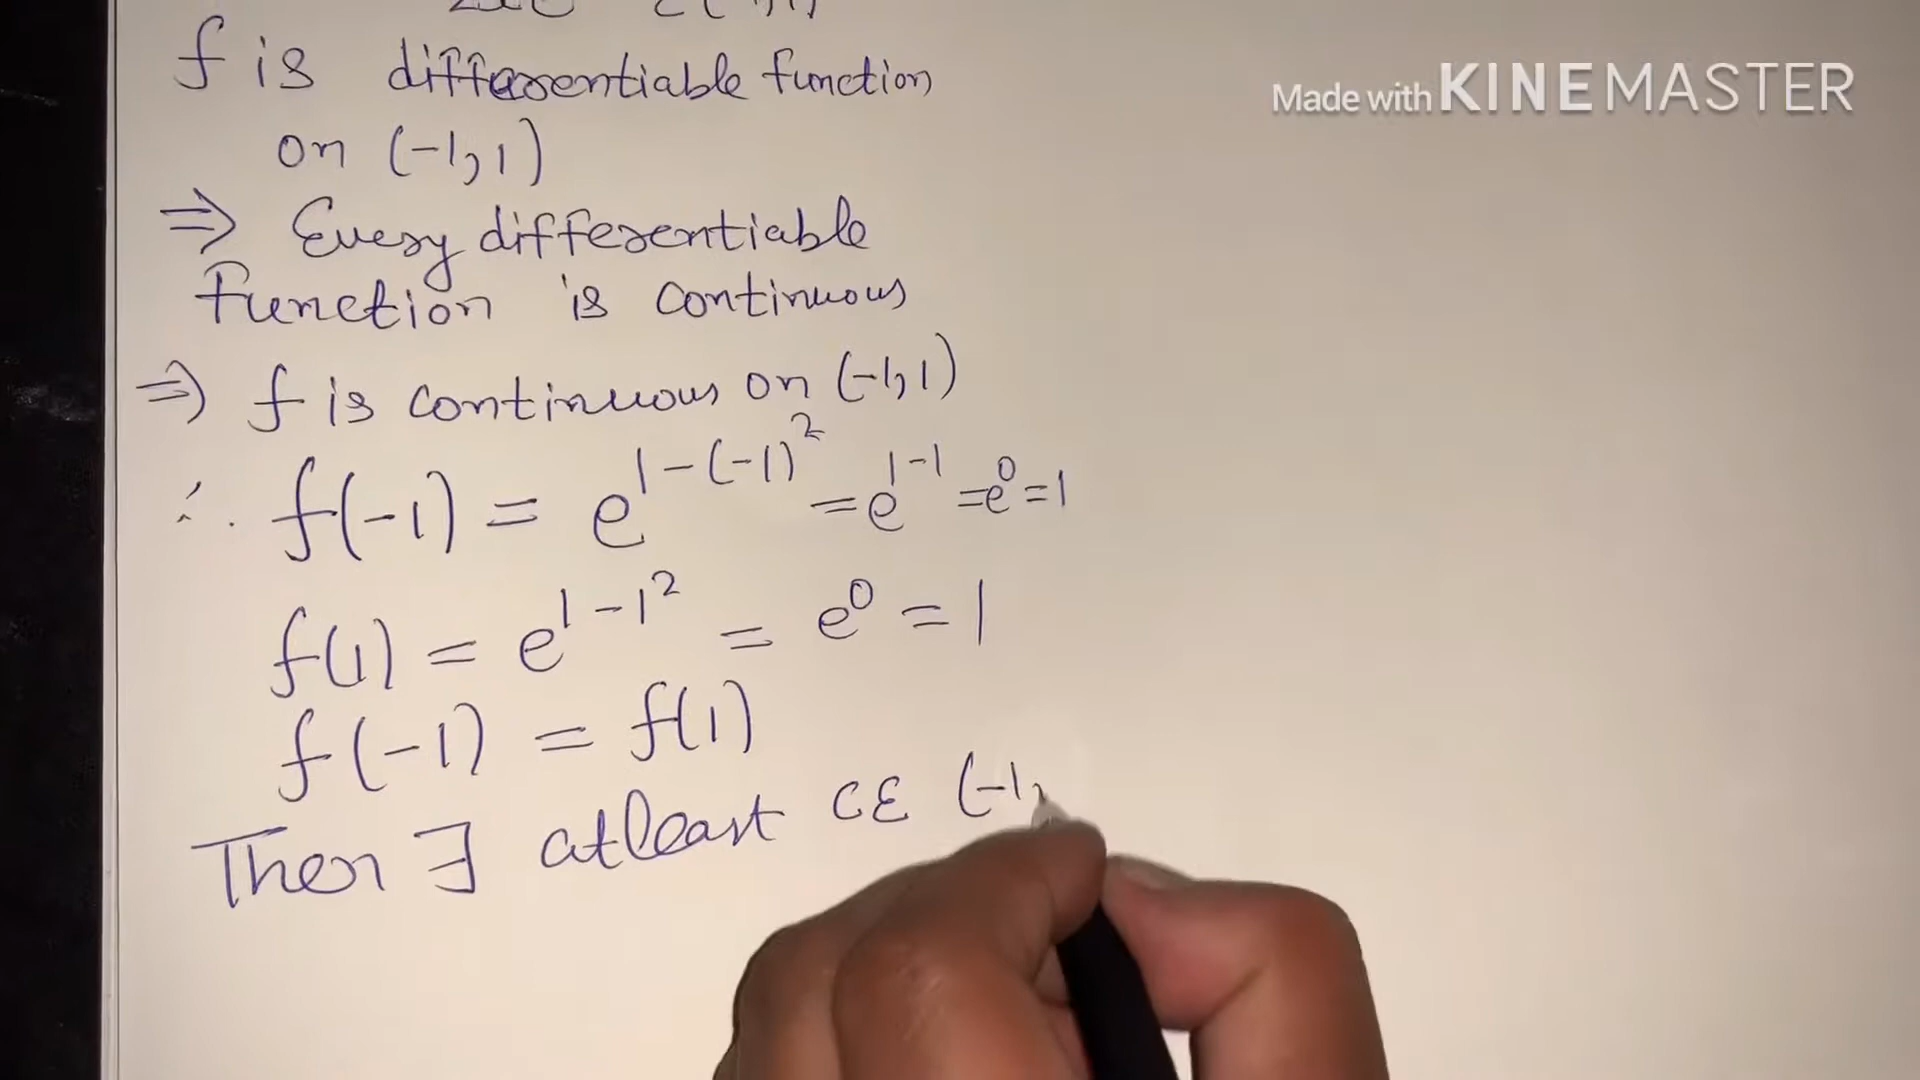 f is differentiable function
Made with KINEMASTER
on (-1,1)
⇒ Every differentiable
function is continuous
⇒ f is continuous on (-1,1)
∴ f(-1) = e^{1-(-1)^2} = e^{1-1} = e^0 = 1
f(1) = e^{1-1^2} = e^0 = 1
f(-1) = f(1)
Then ∃ atleast c ε (-1,